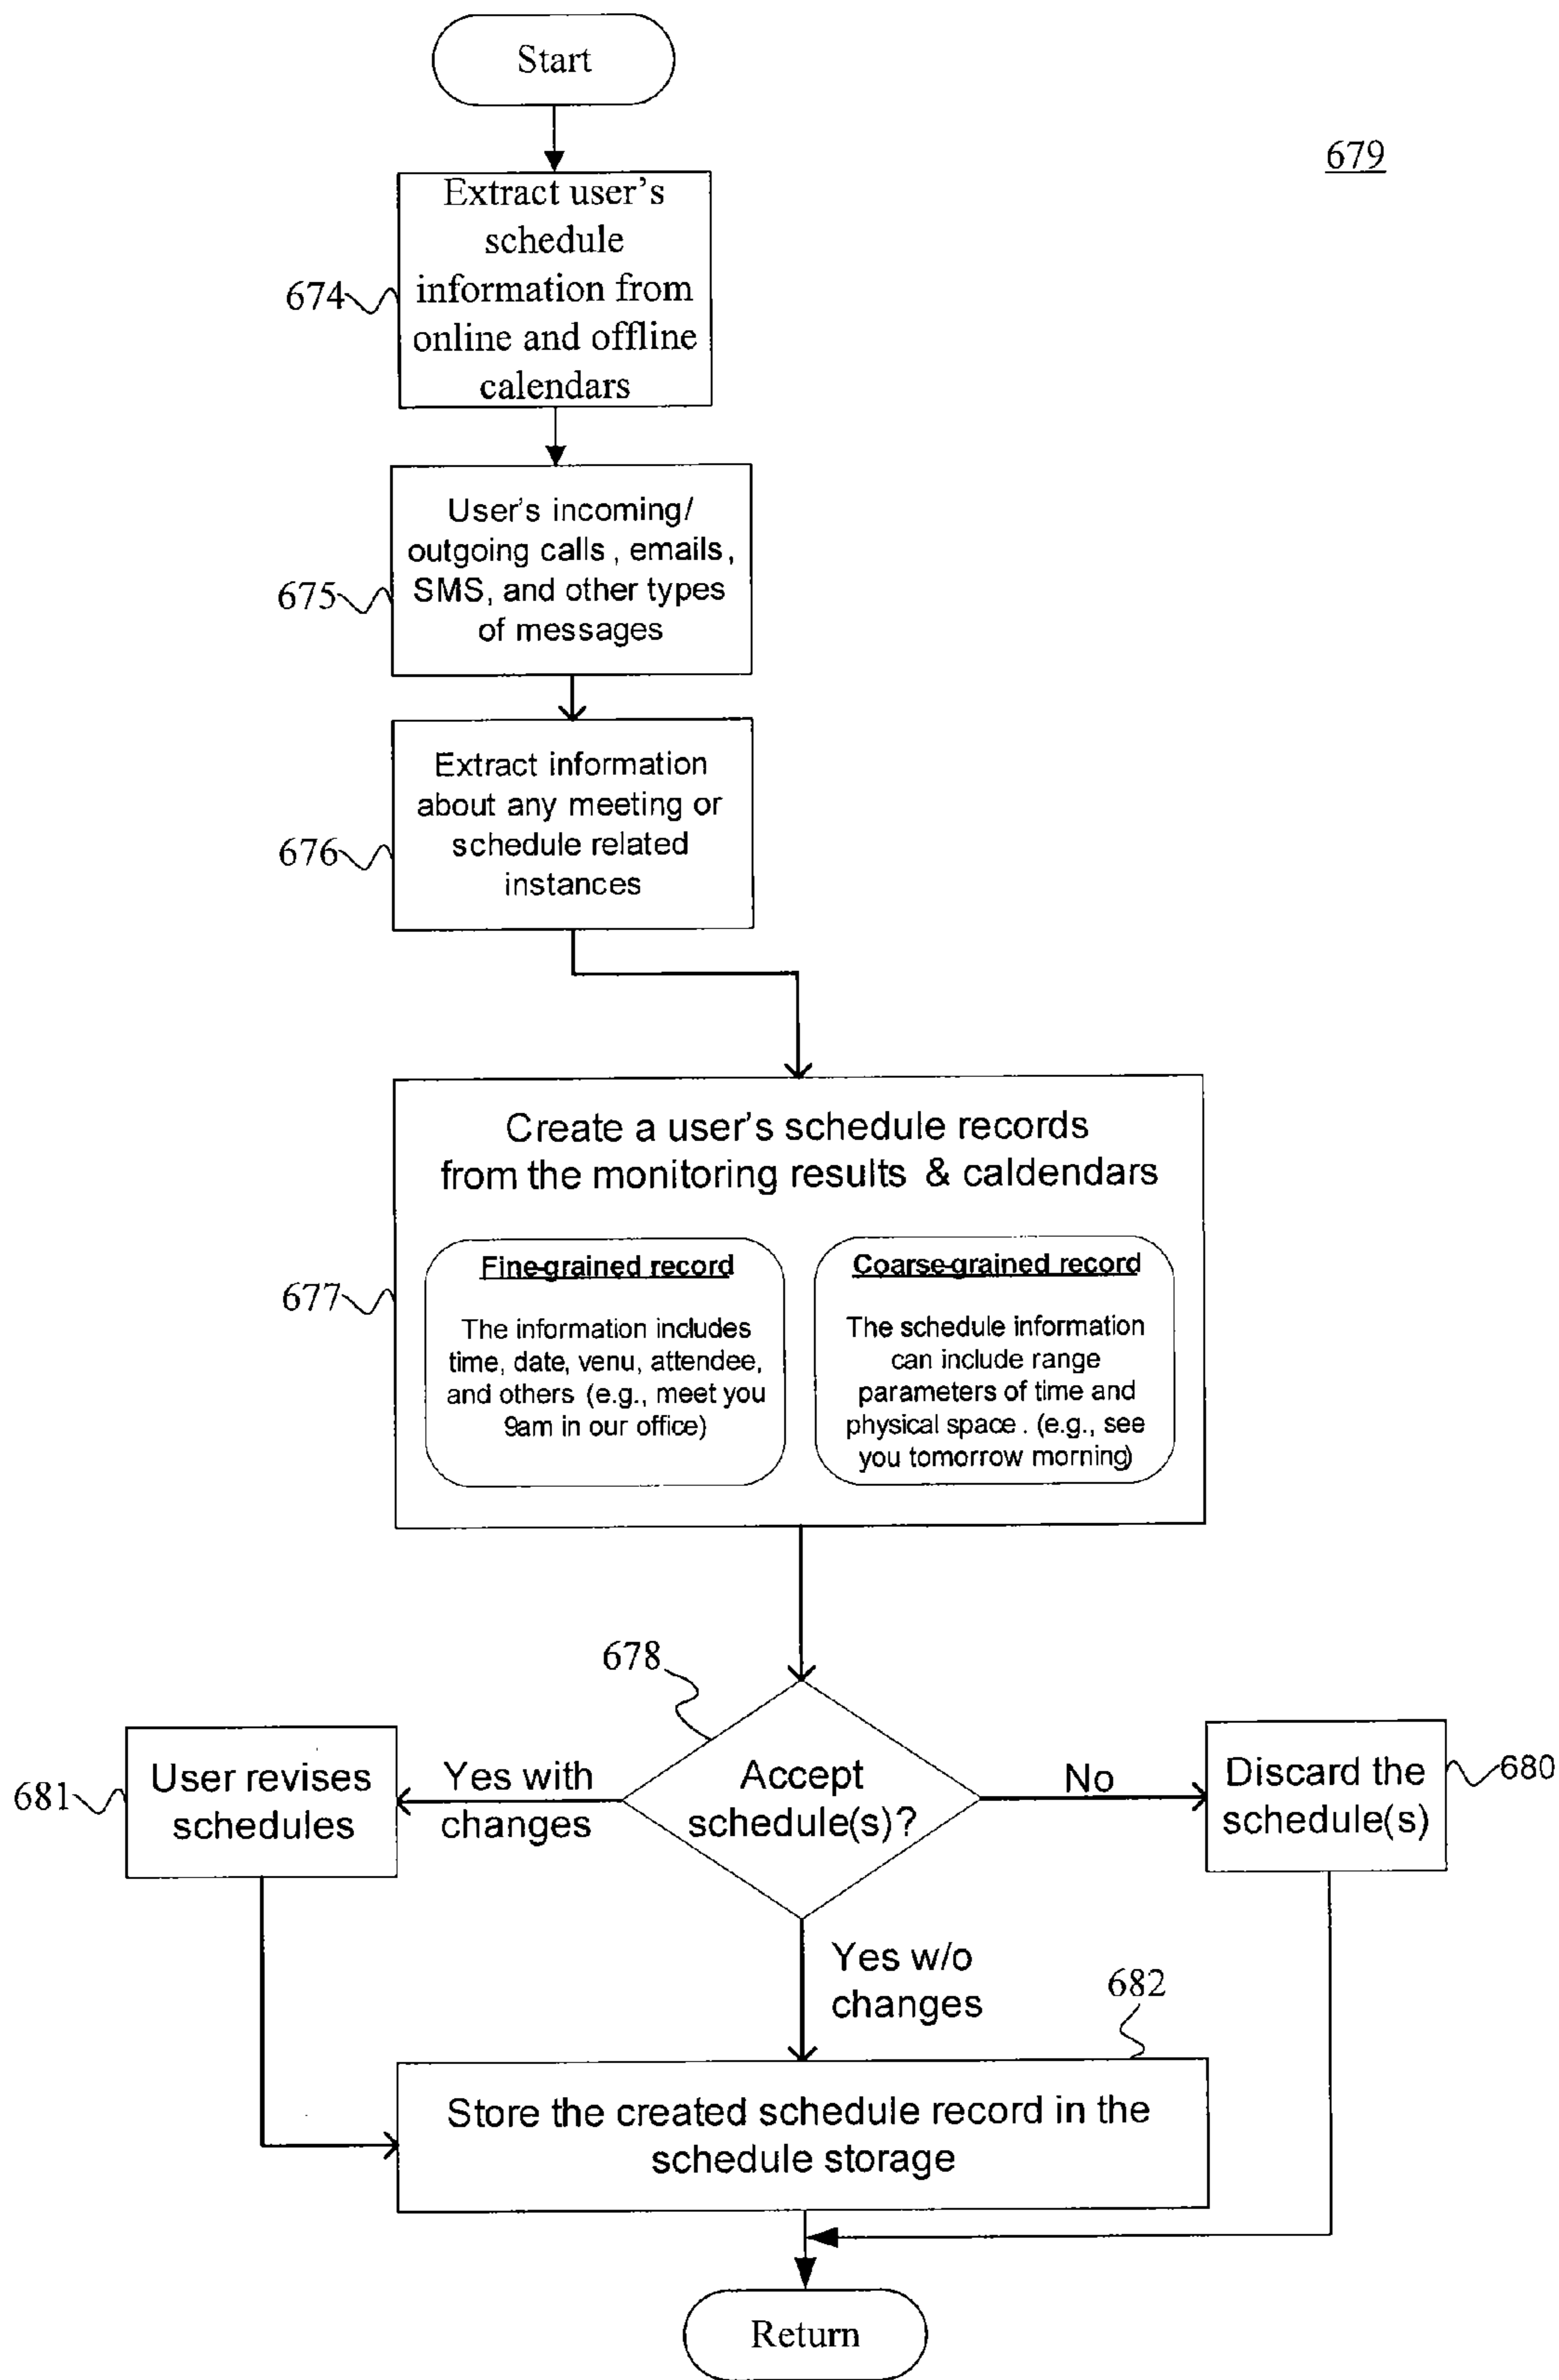 Start
679
Extract user's
schedule
information from
online and offline
calendars
674
User's incoming/
outgoing calls , emails,
SMS, and other types
of messages
675
Extract information
about any meeting or
schedule related
instances
676
Create a user's schedule records
from the monitoring results & caldendars
Fine-grained record
The information includes
time, date, venu, attendee,
and others (e.g., meet you
9am in our office)
Coarse-grained record
The schedule information
can include range
parameters of time and
physical space . (e.g., see
you tomorrow morning)
677
678
Accept
schedule(s)?
Yes with
changes
User revises
schedules
681
No
Discard the
schedule(s)
680
Yes w/o
changes
682
Store the created schedule record in the
schedule storage
Return